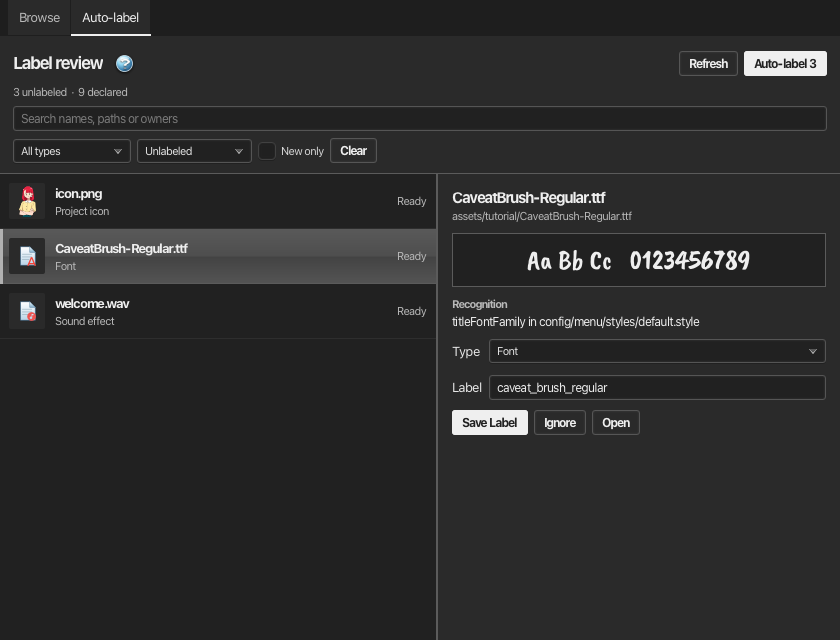 Browse
Auto-label
Label review
Refresh
Auto-label 3
3 unlabeled · 9 declared
Search names, paths or owners
All types
Unlabeled
New only
Clear
icon.png
Project icon
Ready
CaveatBrush-Regular.ttf
Font
Ready
welcome.wav
Sound effect
Ready
CaveatBrush-Regular.ttf
assets/tutorial/CaveatBrush-Regular.ttf
Aa Bb Cc 0123456789
Recognition
titleFontFamily in config/menu/styles/default.style
Type
Font
Label
caveat_brush_regular
Save Label
Ignore
Open